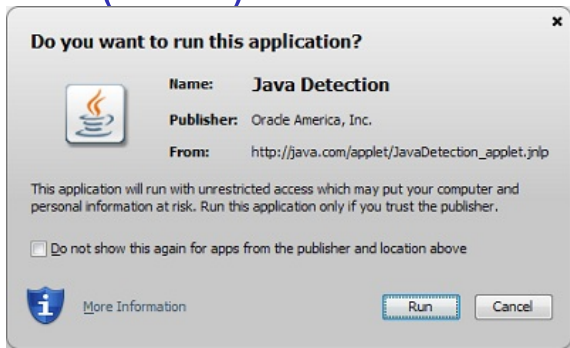 Do you want to run this application?
Name: Java Detection
Publisher: Oracle America, Inc.
From: http://java.com/applet/JavaDetection_applet.jnlp
This application will run with unrestricted access which may put your computer and
personal information at risk. Run this application only if you trust the publisher.
Do not show this again for apps from the publisher and location above
More Information
Run
Cancel